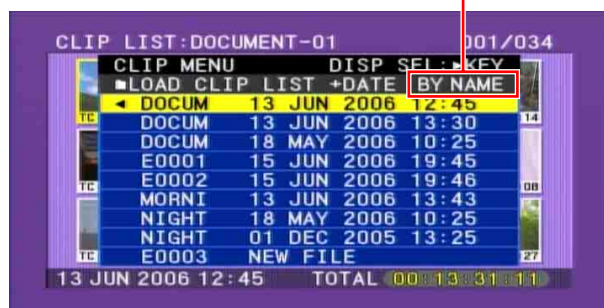 CLIP LIST:DOCUMENT-01 001/034
CLIP MENU DISP SEL:►KEY
LOAD CLIP LIST +DATE BY NAME
◄ DOCUM 13 JUN 2006 12:45
TC 14
DOCUM 13 JUN 2006 13:30
DOCUM 18 MAY 2006 10:25
E0001 15 JUN 2006 19:45
E0002 15 JUN 2006 19:46
TC 08
MORNI 13 JUN 2006 13:43
NIGHT 18 MAY 2006 10:25
NIGHT 01 DEC 2005 13:25
E0003 NEW FILE
TC 27
13 JUN 2006 12:45 TOTAL 00:13:31:11